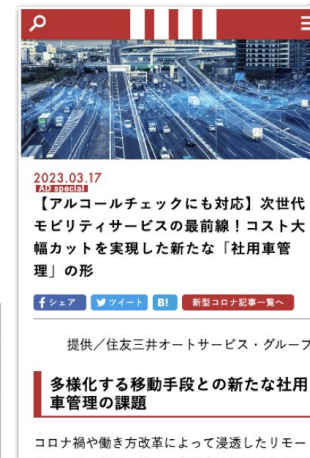 2023.03.17
AD special
【アルコールチェックにも対応】次世代
モビリティサービスの最前線！コスト大
幅カットを実現した新たな「社用車管
理」の形
シェア
ツイート
B!
新型コロナ記事一覧へ
提供／住友三井オートサービス・グループ
多様化する移動手段との新たな社用
車管理の課題
コロナ禍や働き方改革によって浸透したリモー